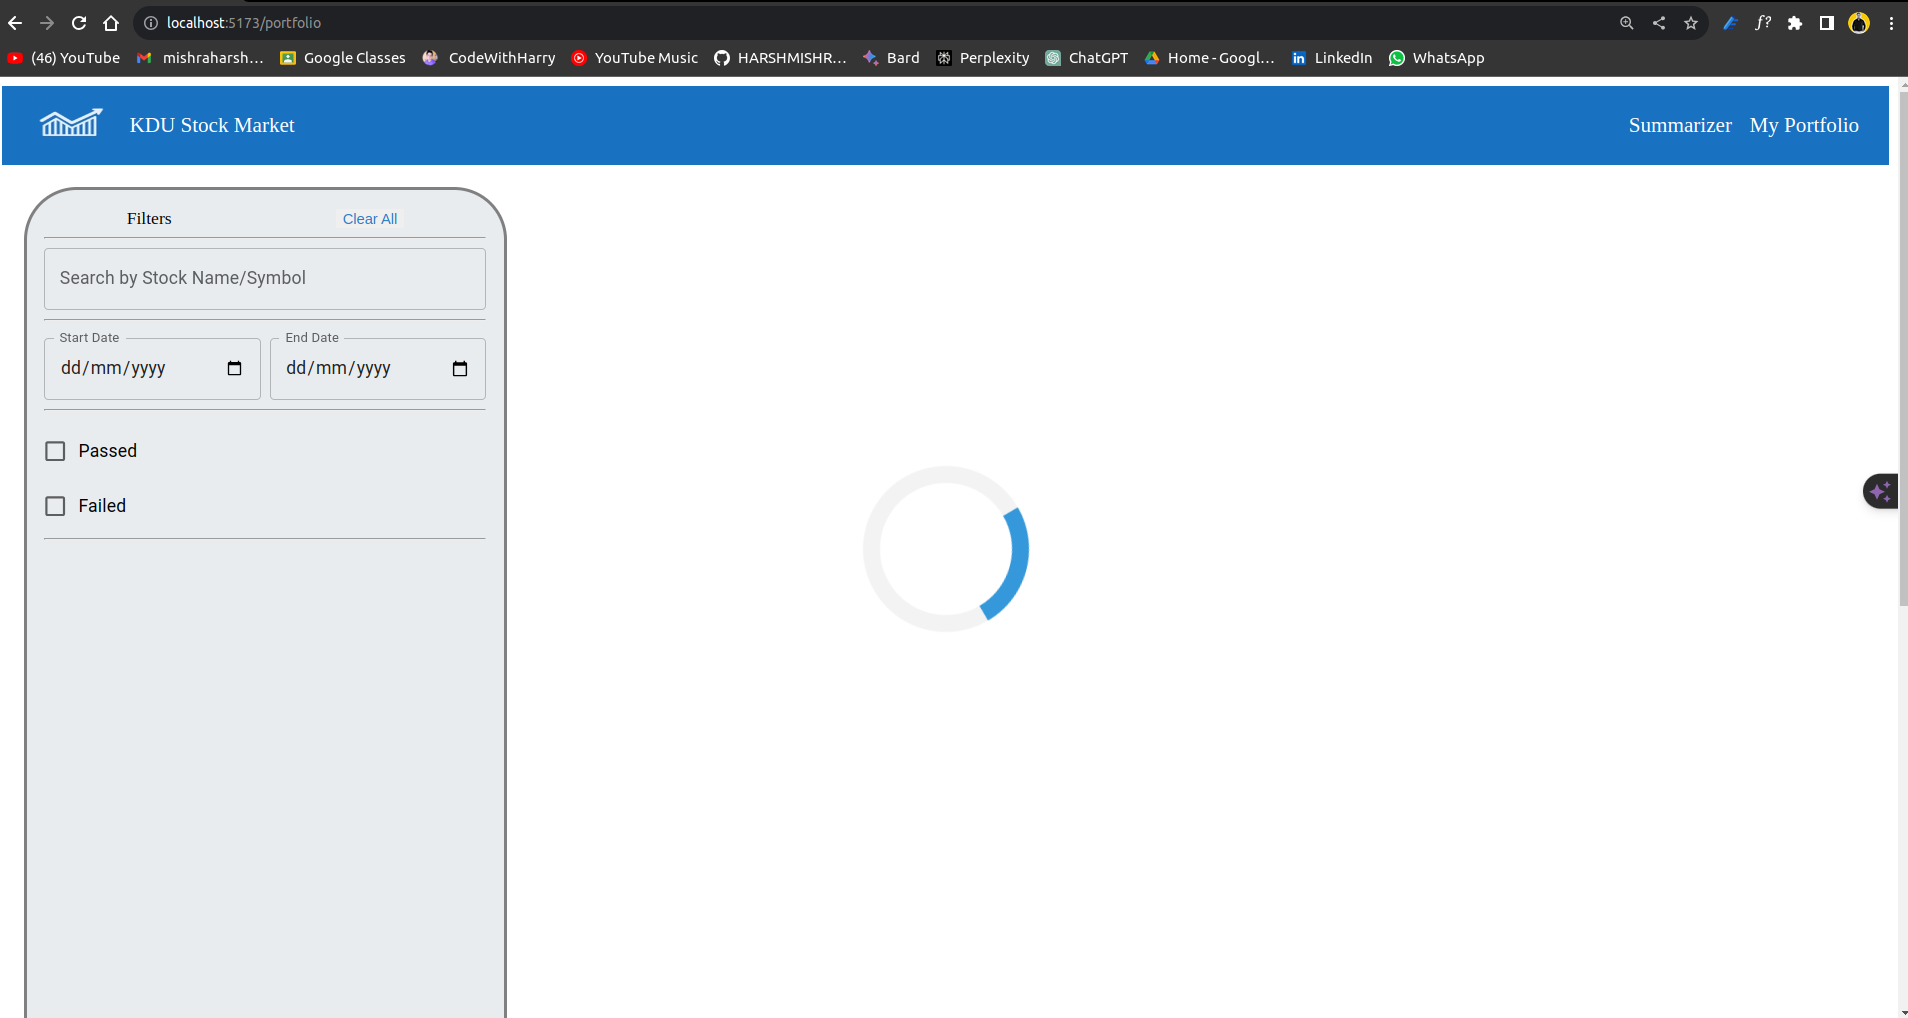 localhost:5173/portfolio
f?
(46) YouTube mishraharsh... Google Classes CodeWithHarry YouTube Music HARSHMISHR... Bard Perplexity ChatGPT Home - Googl... in LinkedIn WhatsApp
KDU Stock Market Summarizer My Portfolio
Filters Clear All
Search by Stock Name/Symbol
Start Date End Date
dd/mm/yyyy dd/mm/yyyy
Passed
Failed